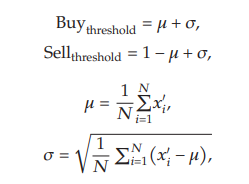 Buy_threshold = μ + σ,
Sell_threshold = 1 − μ + σ,
μ = 1/N ∑_{i=1}^{N} x′_i,
σ = √(1/N ∑_{i=1}^{N} (x′_i − μ),